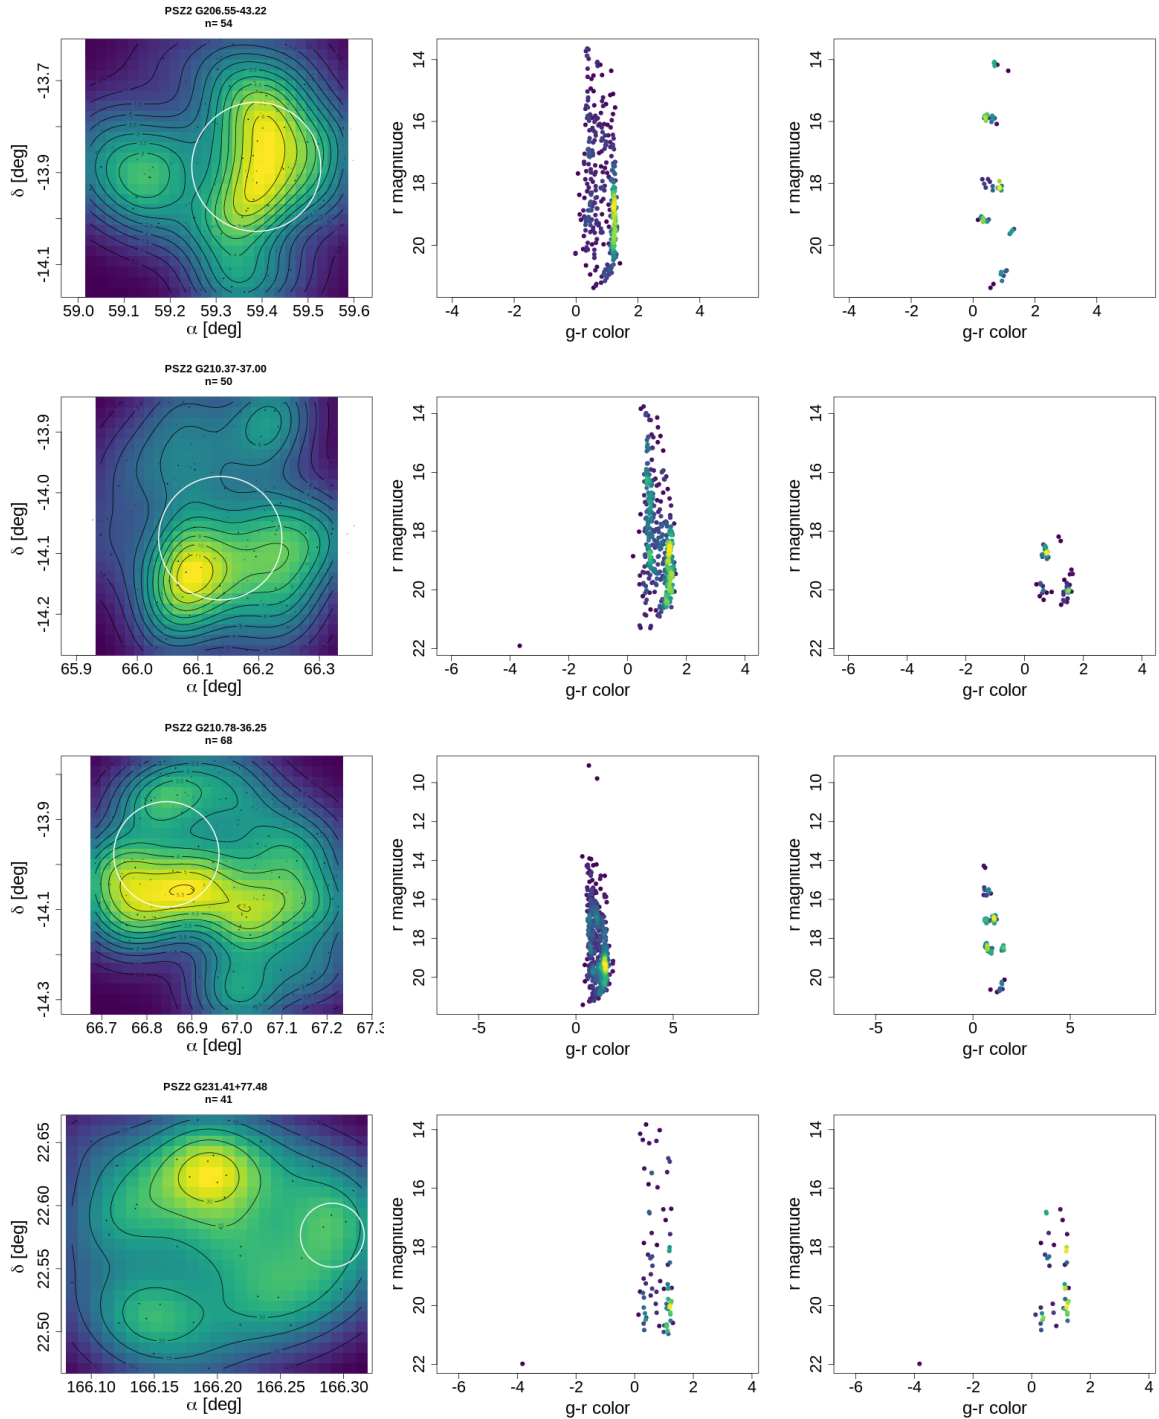 PSZ2 G206.55-43.22
n= 54
-13.7
-13.9
-14.1
δ [deg]
59.0 59.1 59.2 59.3 59.4 59.5 59.6
α [deg]
14
16
18
20
r magnitude
-4 -2 0 2 4
g-r color
14
16
18
20
r magnitude
-4 -2 0 2 4
g-r color
PSZ2 G210.37-37.00
n= 50
-13.9
-14.0
-14.1
-14.2
δ [deg]
65.9 66.0 66.1 66.2 66.3
α [deg]
14
16
18
20
22
r magnitude
-6 -4 -2 0 2 4
g-r color
14
16
18
20
22
r magnitude
-6 -4 -2 0 2 4
g-r color
PSZ2 G210.78-36.25
n= 68
-13.9
-14.1
-14.3
δ [deg]
66.7 66.8 66.9 67.0 67.1 67.2 67.3
α [deg]
10
12
14
16
18
20
r magnitude
-5 0 5
g-r color
10
12
14
16
18
20
r magnitude
-5 0 5
g-r color
PSZ2 G231.41+77.48
n= 41
22.65
22.60
22.55
22.50
δ [deg]
166.10 166.15 166.20 166.25 166.30
α [deg]
14
16
18
20
22
r magnitude
-6 -4 -2 0 2 4
g-r color
14
16
18
20
22
r magnitude
-6 -4 -2 0 2 4
g-r color